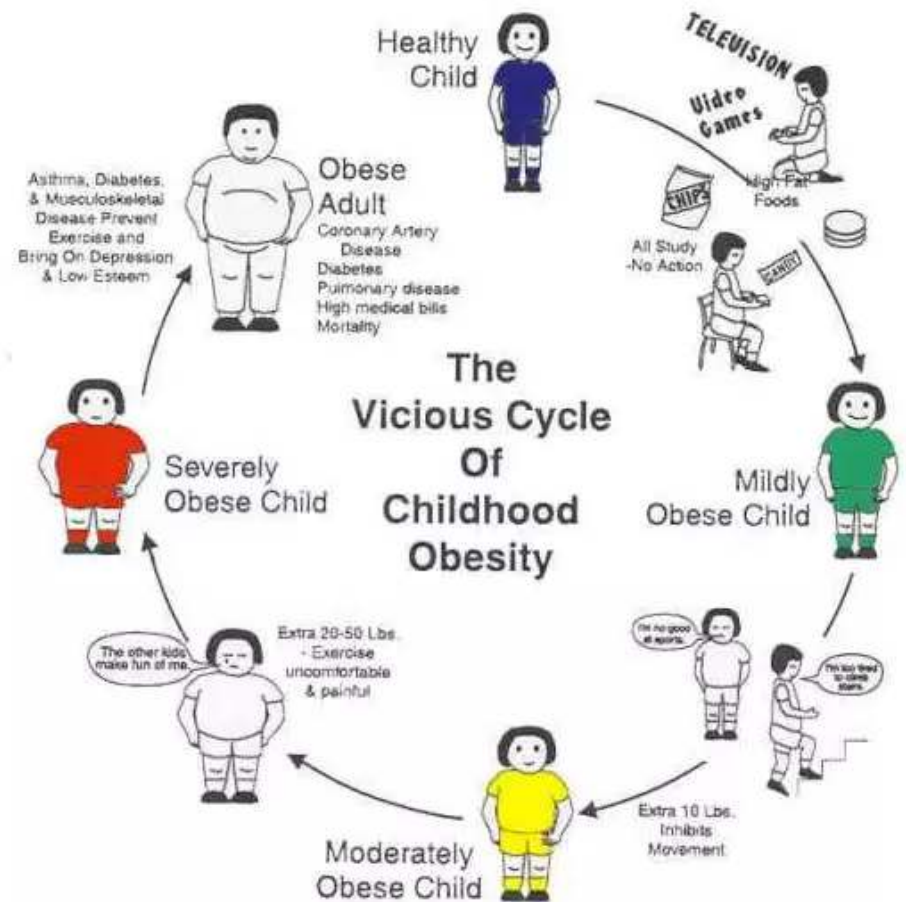 Healthy
Child
TELEVISION
Video
Games
High Fat
Foods
CHIPS
All Study
-No Action
CANDY
Mildly
Obese Child
I'm no good
at sports.
I'm too tired
to climb
stairs.
Extra 10 Lbs.
Inhibits
Movement
Moderately
Obese Child
Extra 20-50 Lbs.
- Exercise
uncomfortable
& painful
The other kids
make fun of me.
Severely
Obese Child
Asthma, Diabetes,
& Musculoskeletal
Disease Prevent
Exercise and
Bring On Depression
& Low Esteem
Obese
Adult
Coronary Artery
Disease
Diabetes
Pulmonary disease
High medical bills
Mortality
The
Vicious Cycle
Of
Childhood
Obesity